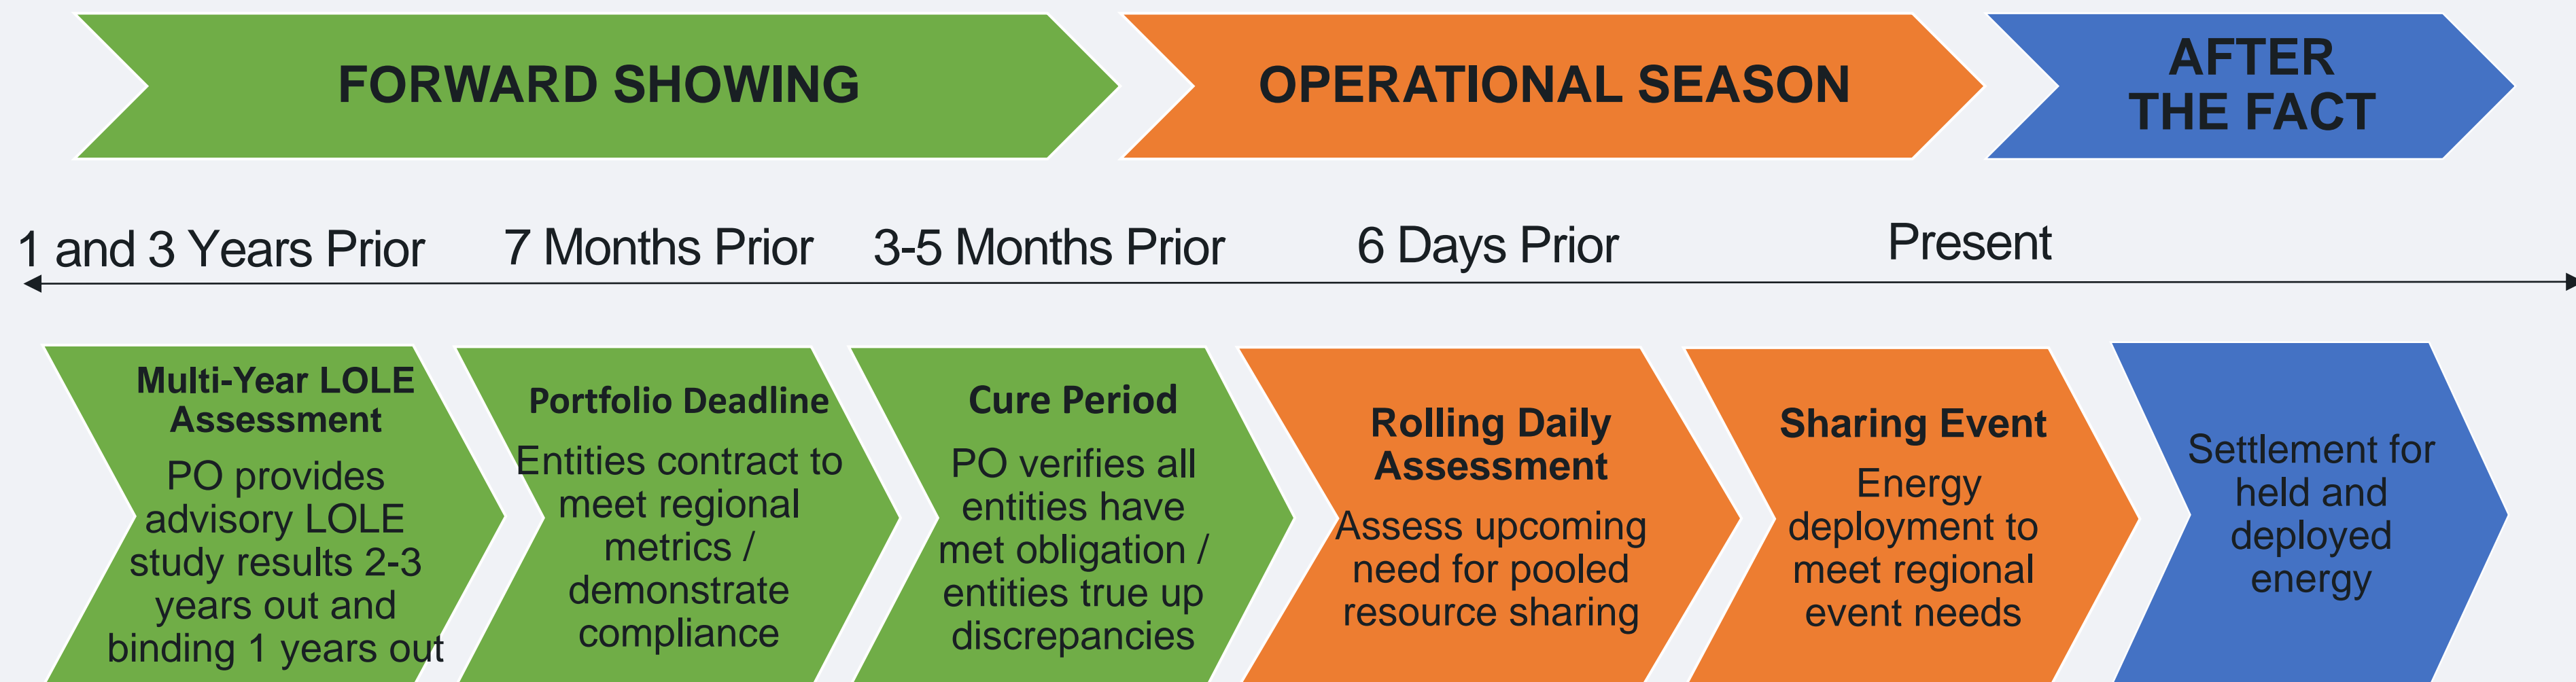 FORWARD SHOWING
OPERATIONAL SEASON
AFTER
THE FACT
1 and 3 Years Prior
7 Months Prior
3-5 Months Prior
6 Days Prior
Present
Multi-Year LOLE
Assessment
PO provides
advisory LOLE
study results 2-3
years out and
binding 1 years out
Portfolio Deadline
Entities contract to
meet regional
metrics /
demonstrate
compliance
Cure Period
PO verifies all
entities have
met obligation /
entities true up
discrepancies
Rolling Daily
Assessment
Assess upcoming
need for pooled
resource sharing
Sharing Event
Energy
deployment to
meet regional
event needs
Settlement for
held and
deployed
energy